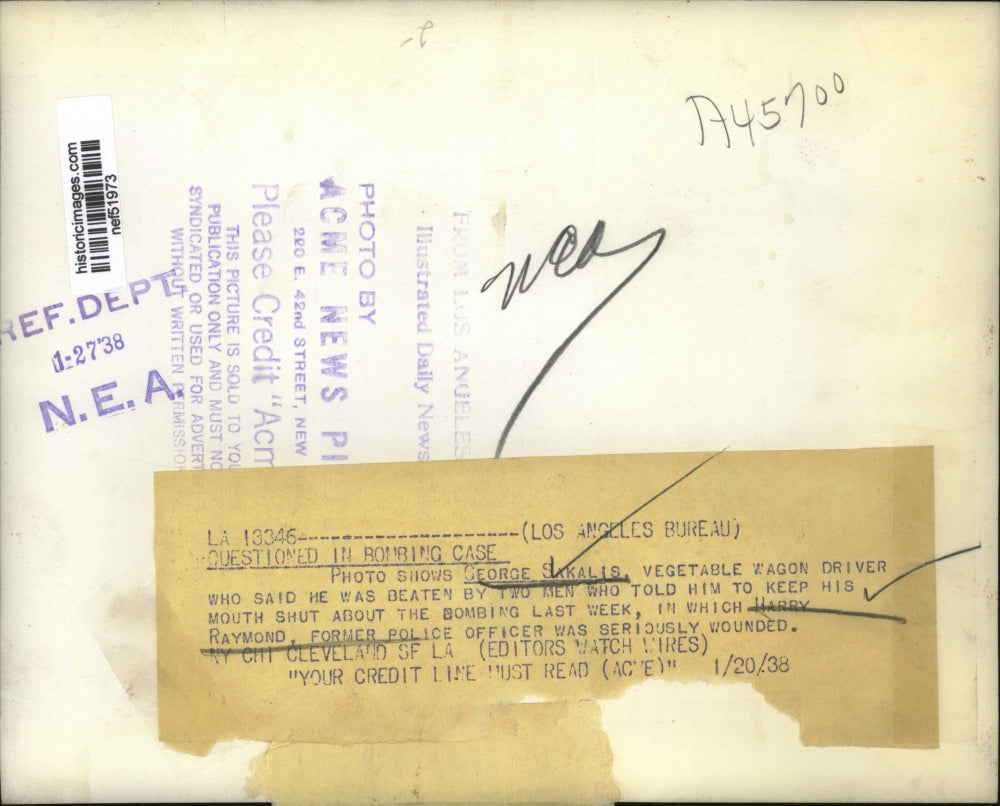 A45700
historicimages.com
nef51973
REF. DEPT
1-27'38
N.E.A.
PHOTO BY
ACME NEWS PI
220 E. 42nd STREET, NEW
Please Credit "Acm
THIS PICTURE IS SOLD TO YOU
PUBLICATION ONLY AND MUST NO
SYNDICATED OR USED FOR ADVERT
WITHOUT WRITTEN PERMISSION
FROM LOS ANGELES
Illustrated Daily News
LA 13346----------------------(LOS ANGELES BUREAU)
QUESTIONED IN BOMBING CASE
PHOTO SHOWS GEORGE SAKALIS, VEGETABLE WAGON DRIVER
WHO SAID HE WAS BEATEN BY TWO MEN WHO TOLD HIM TO KEEP HIS
MOUTH SHUT ABOUT THE BOMBING LAST WEEK, IN WHICH HARRY
RAYMOND, FORMER POLICE OFFICER WAS SERIOUSLY WOUNDED.
NY CHI CLEVELAND SF LA (EDITORS WATCH WIRES)
"YOUR CREDIT LINE MUST READ (ACME)" 1/20/38